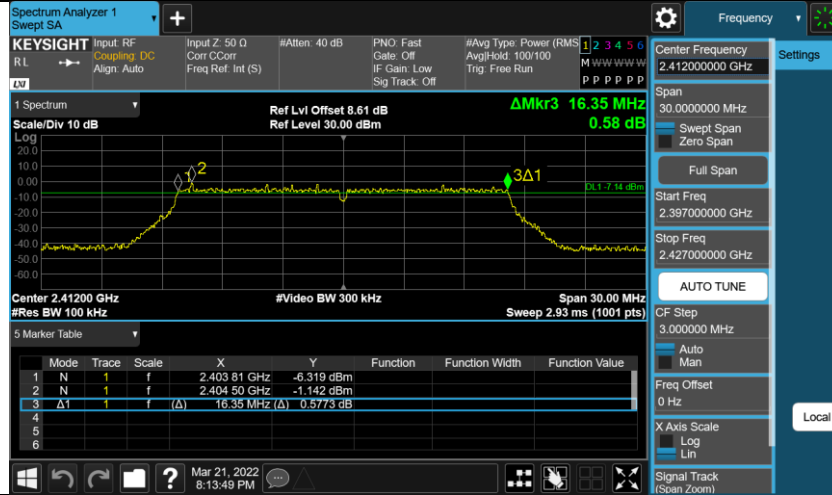 Spectrum Analyzer 1
Swept SA
+
Frequency
KEYSIGHT Input: RF Input Z: 50 Ω #Atten: 40 dB PNO: Fast #Avg Type: Power (RMS 1 2 3 4 5 6
RL Coupling: DC Corr CCorr Gate: Off Avg|Hold: 100/100 M W W W W W
Align: Auto Freq Ref: Int (S) IF Gain: Low Trig: Free Run
LXI Sig Track: Off P P P P P P
1 Spectrum
Scale/Div 10 dB
Ref Lvl Offset 8.61 dB
Ref Level 30.00 dBm
ΔMkr3 16.35 MHz
0.58 dB
Log
20.0
10.0
0.00
-10.0
-20.0
-30.0
-40.0
-50.0
-60.0
1 2
3Δ1
DL1 -7.14 dBm
Center 2.41200 GHz #Video BW 300 kHz Span 30.00 MHz
#Res BW 100 kHz Sweep 2.93 ms (1001 pts)
5 Marker Table
Mode Trace Scale X Y Function Function Width Function Value
1 N 1 f 2.403 81 GHz -6.319 dBm
2 N 1 f 2.404 50 GHz -1.142 dBm
3 Δ1 1 f (Δ) 16.35 MHz (Δ) 0.5773 dB
4
5
6
?
Mar 21, 2022
8:13:49 PM
Center Frequency
2.412000000 GHz
Settings
Span
30.0000000 MHz
Swept Span
Zero Span
Full Span
Start Freq
2.397000000 GHz
Stop Freq
2.427000000 GHz
AUTO TUNE
CF Step
3.000000 MHz
Auto
Man
Freq Offset
0 Hz
Local
X Axis Scale
Log
Lin
Signal Track
(Span Zoom)